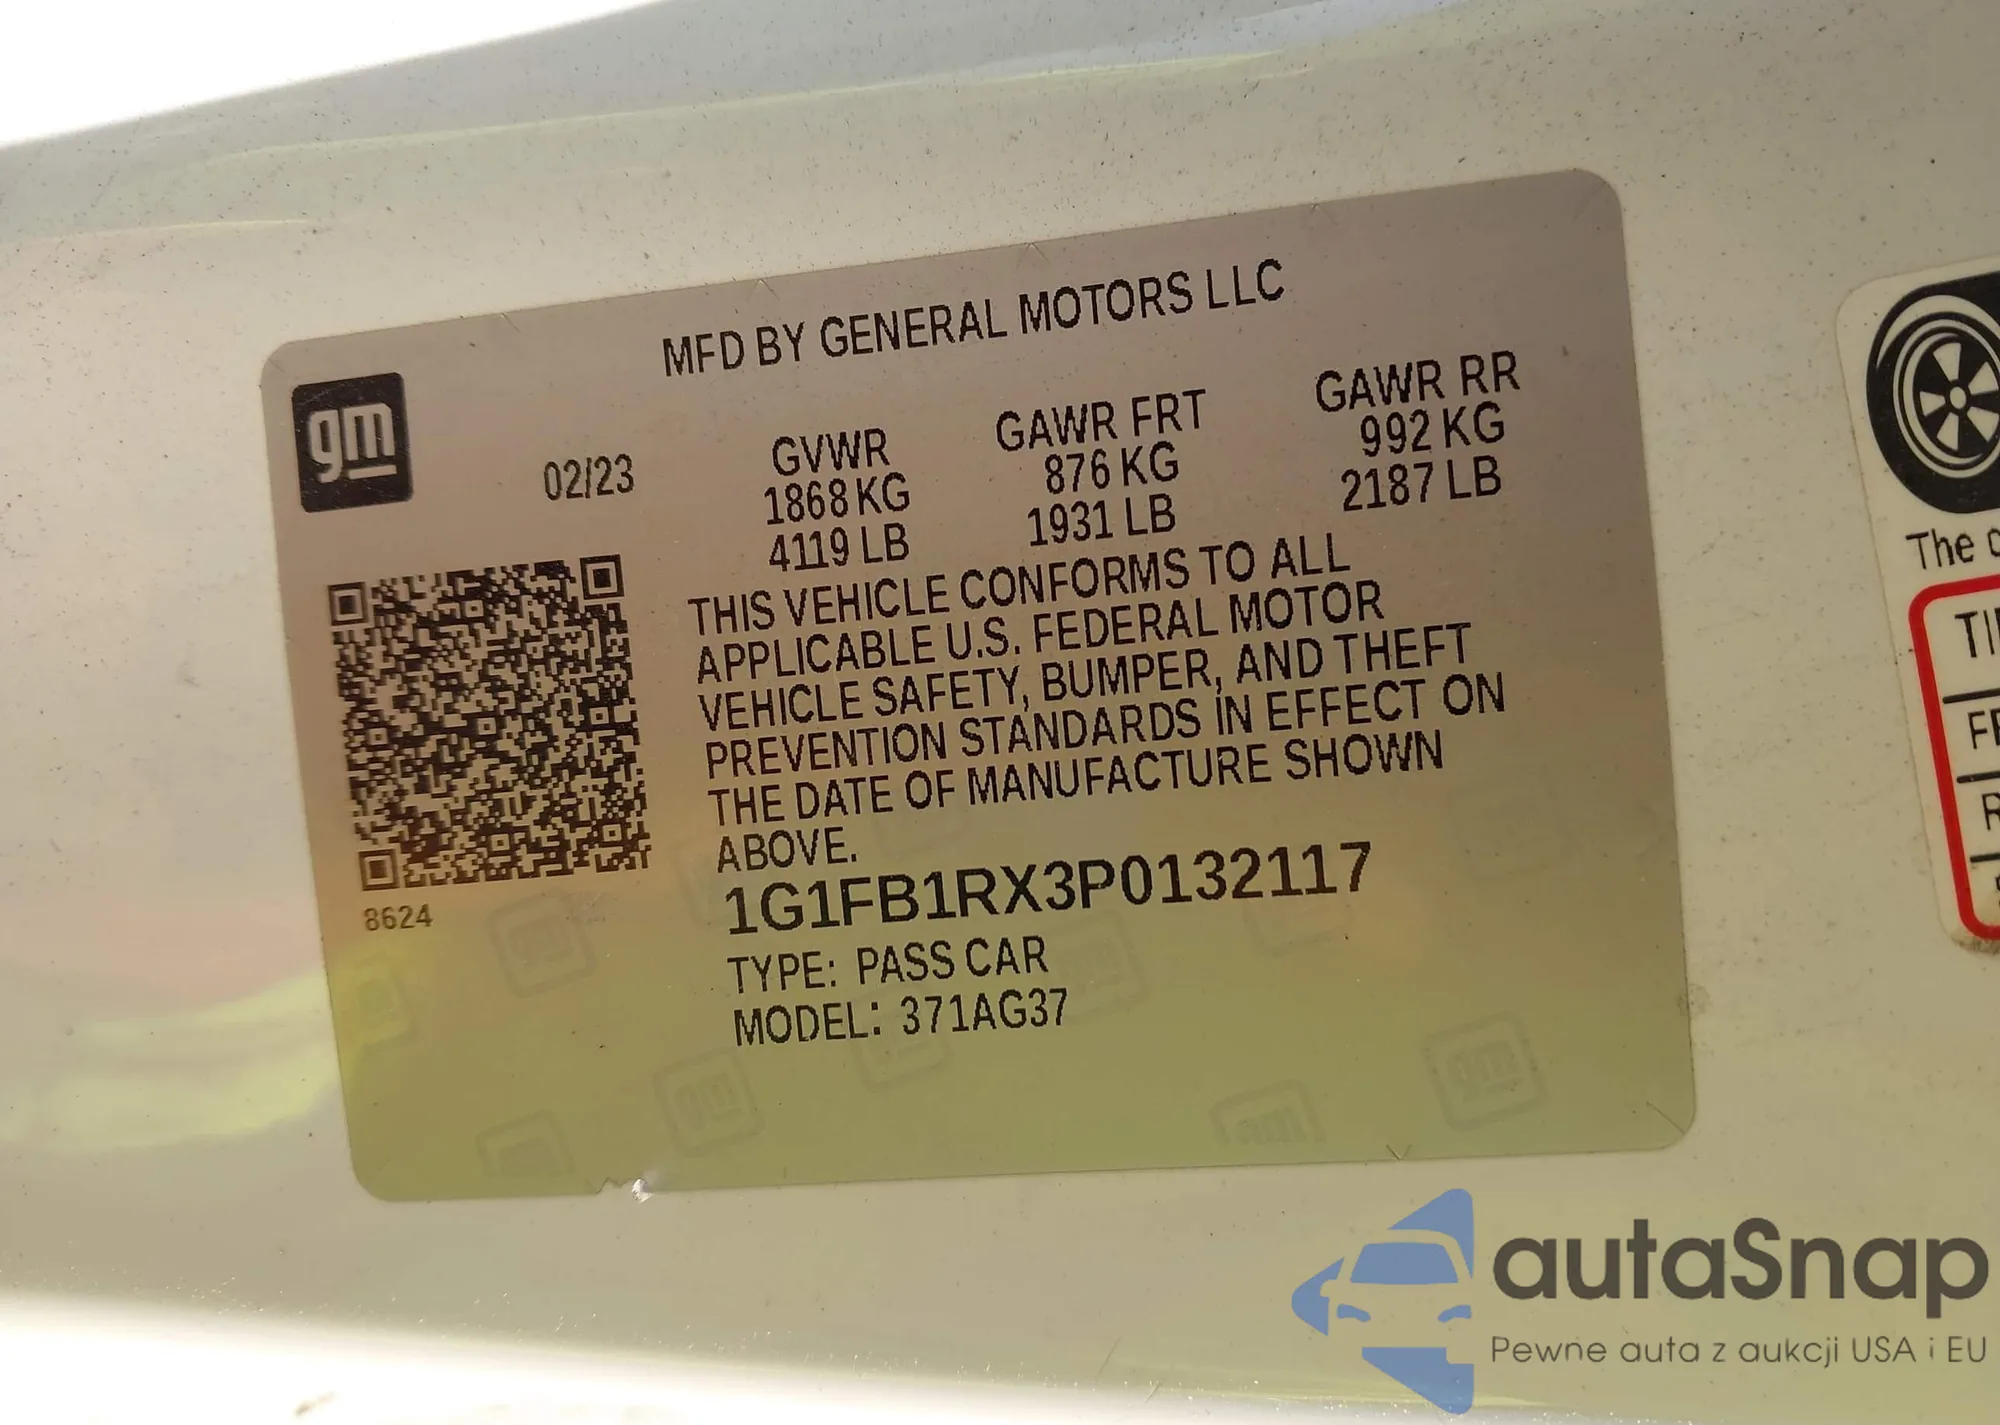 MFD BY GENERAL MOTORS LLC
gm
02/23
GVWR
1868 KG
4119 LB
GAWR FRT
876 KG
1931 LB
GAWR RR
992 KG
2187 LB
THIS VEHICLE CONFORMS TO ALL
APPLICABLE U.S. FEDERAL MOTOR
VEHICLE SAFETY, BUMPER, AND THEFT
PREVENTION STANDARDS IN EFFECT ON
THE DATE OF MANUFACTURE SHOWN
ABOVE.
1G1FB1RX3P0132117
TYPE: PASS CAR
MODEL: 371AG37
8624
The
autaSnap
Pewne auta z aukcji USA i EU